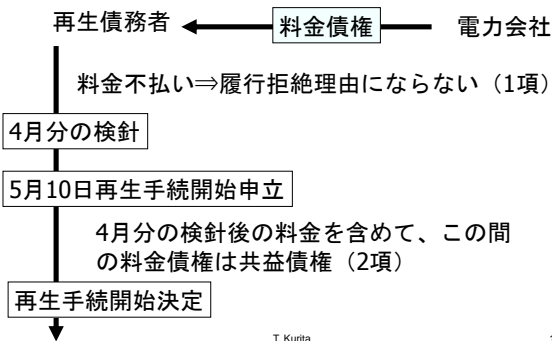 再生債務者
料金債権
電力会社
料金不払い⇒履行拒絶理由にならない（1項）
4月分の検針
5月10日再生手続開始申立
4月分の検針後の料金を含めて、この間
の料金債権は共益債権（2項）
再生手続開始決定
T. Kurita